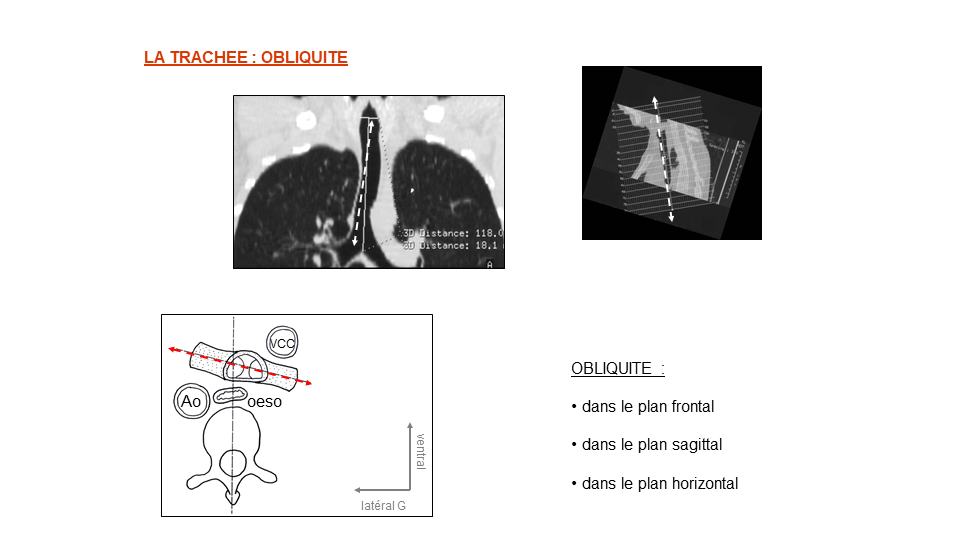 LA TRACHEE : OBLIQUITE
3D Distance: 118.0
3D Distance: 18.1
A
VCC
Ao
oeso
ventral
latéral G
OBLIQUITE :
• dans le plan frontal
• dans le plan sagittal
• dans le plan horizontal